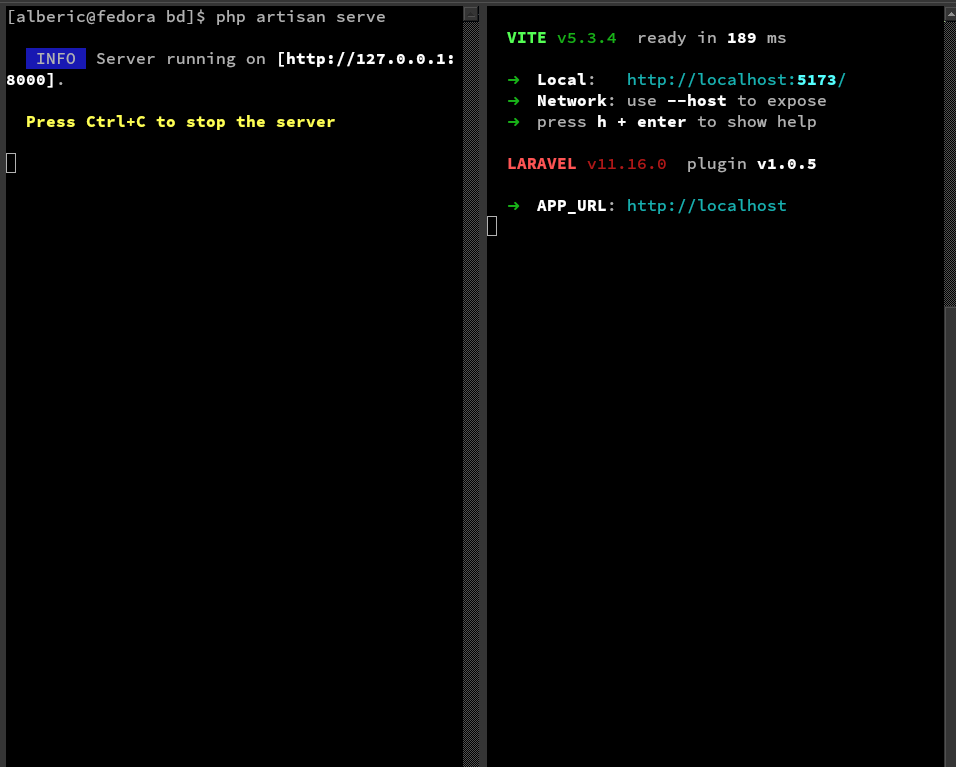 [alberic@fedora bd]$ php artisan serve
INFO Server running on [http://127.0.0.1:
8000].
Press Ctrl+C to stop the server
VITE v5.3.4 ready in 189 ms
➜ Local: http://localhost:5173/
➜ Network: use --host to expose
➜ press h + enter to show help
LARAVEL v11.16.0 plugin v1.0.5
➜ APP_URL: http://localhost